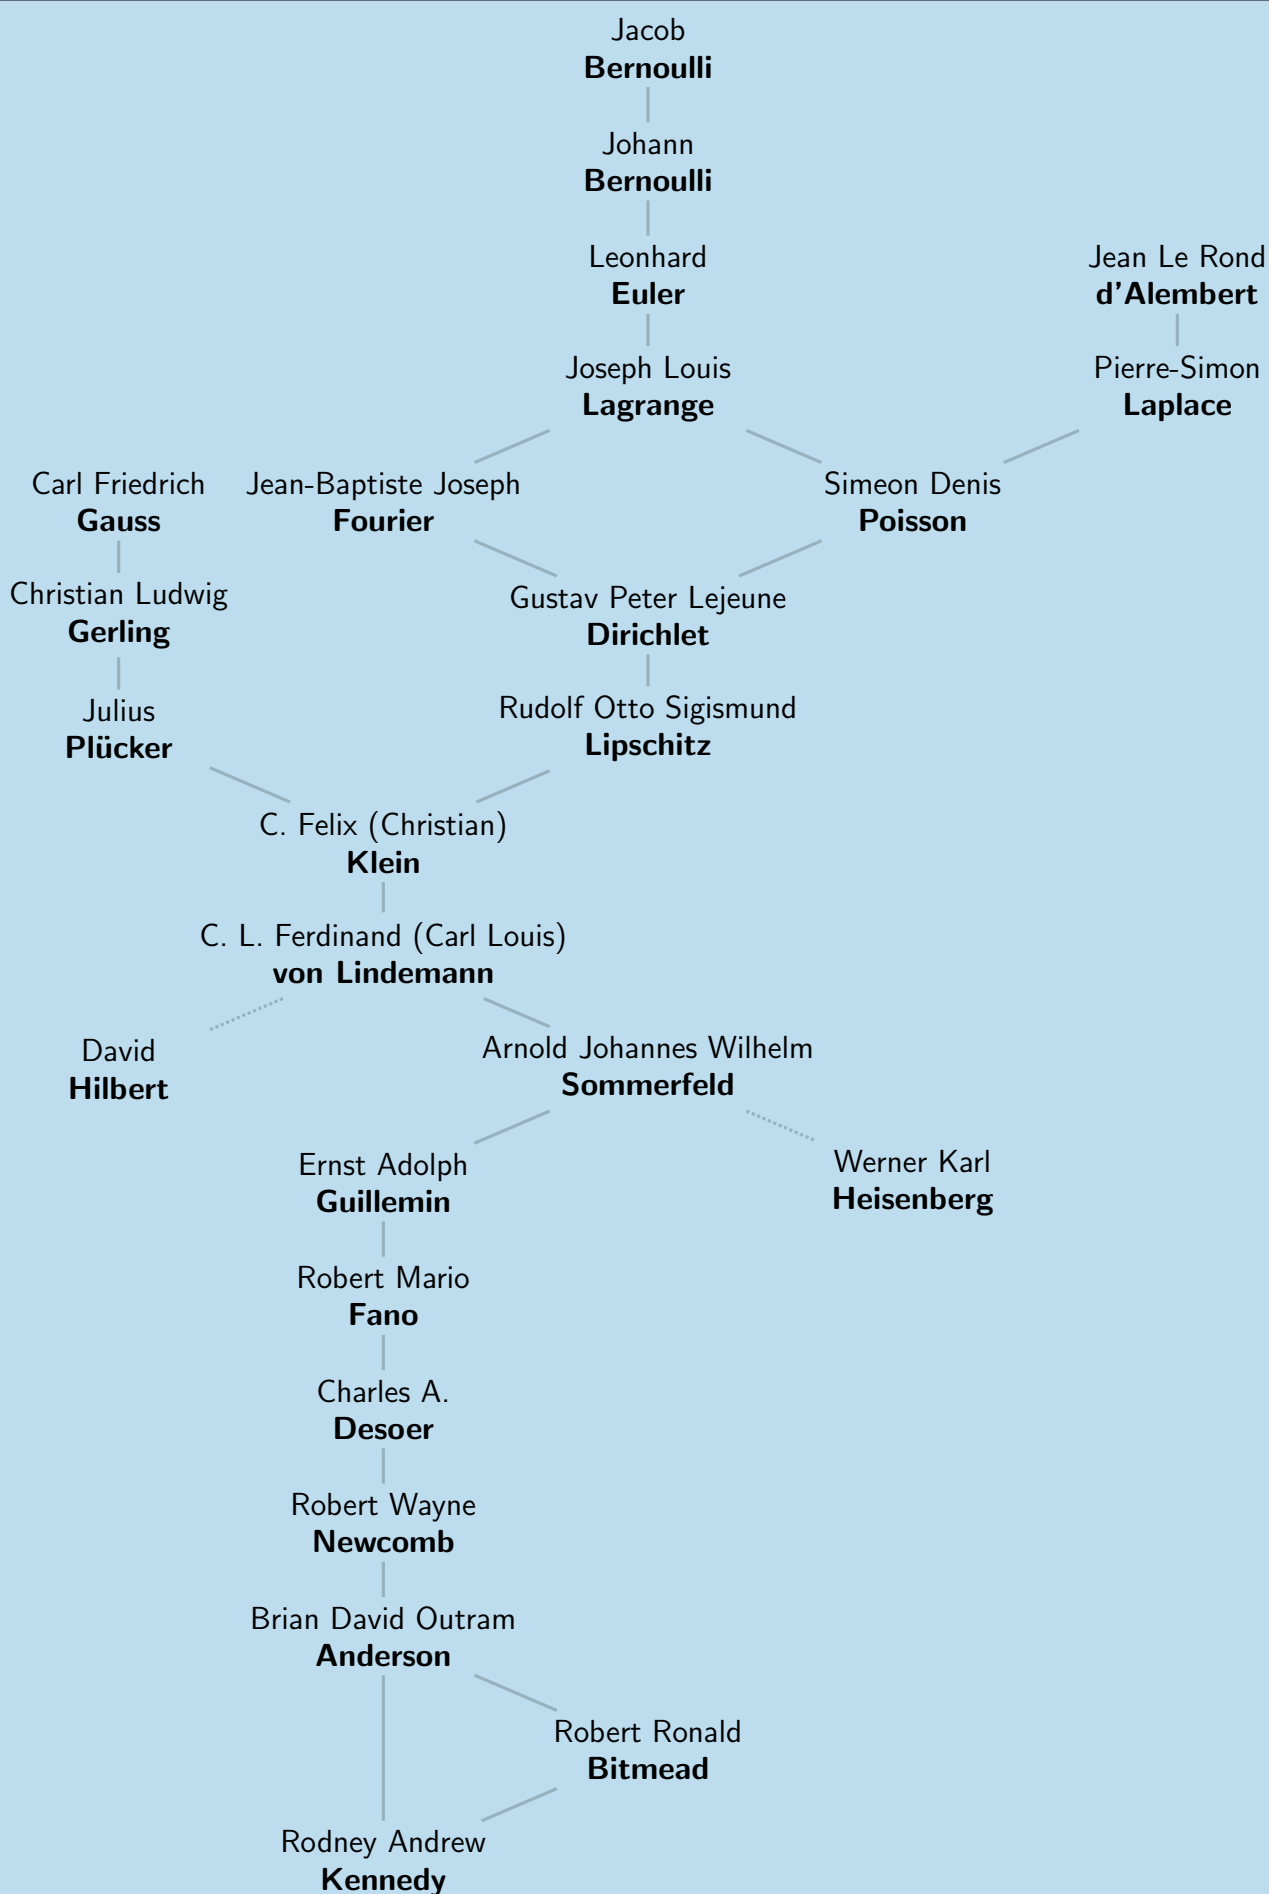 Jacob
Bernoulli
Johann
Bernoulli
Leonhard
Euler
Jean Le Rond
d'Alembert
Joseph Louis
Lagrange
Pierre-Simon
Laplace
Carl Friedrich
Gauss
Jean-Baptiste Joseph
Fourier
Simeon Denis
Poisson
Christian Ludwig
Gerling
Gustav Peter Lejeune
Dirichlet
Julius
Plücker
Rudolf Otto Sigismund
Lipschitz
C. Felix (Christian)
Klein
C. L. Ferdinand (Carl Louis)
von Lindemann
David
Hilbert
Arnold Johannes Wilhelm
Sommerfeld
Ernst Adolph
Guillemin
Werner Karl
Heisenberg
Robert Mario
Fano
Charles A.
Desoer
Robert Wayne
Newcomb
Brian David Outram
Anderson
Robert Ronald
Bitmead
Rodney Andrew
Kennedy